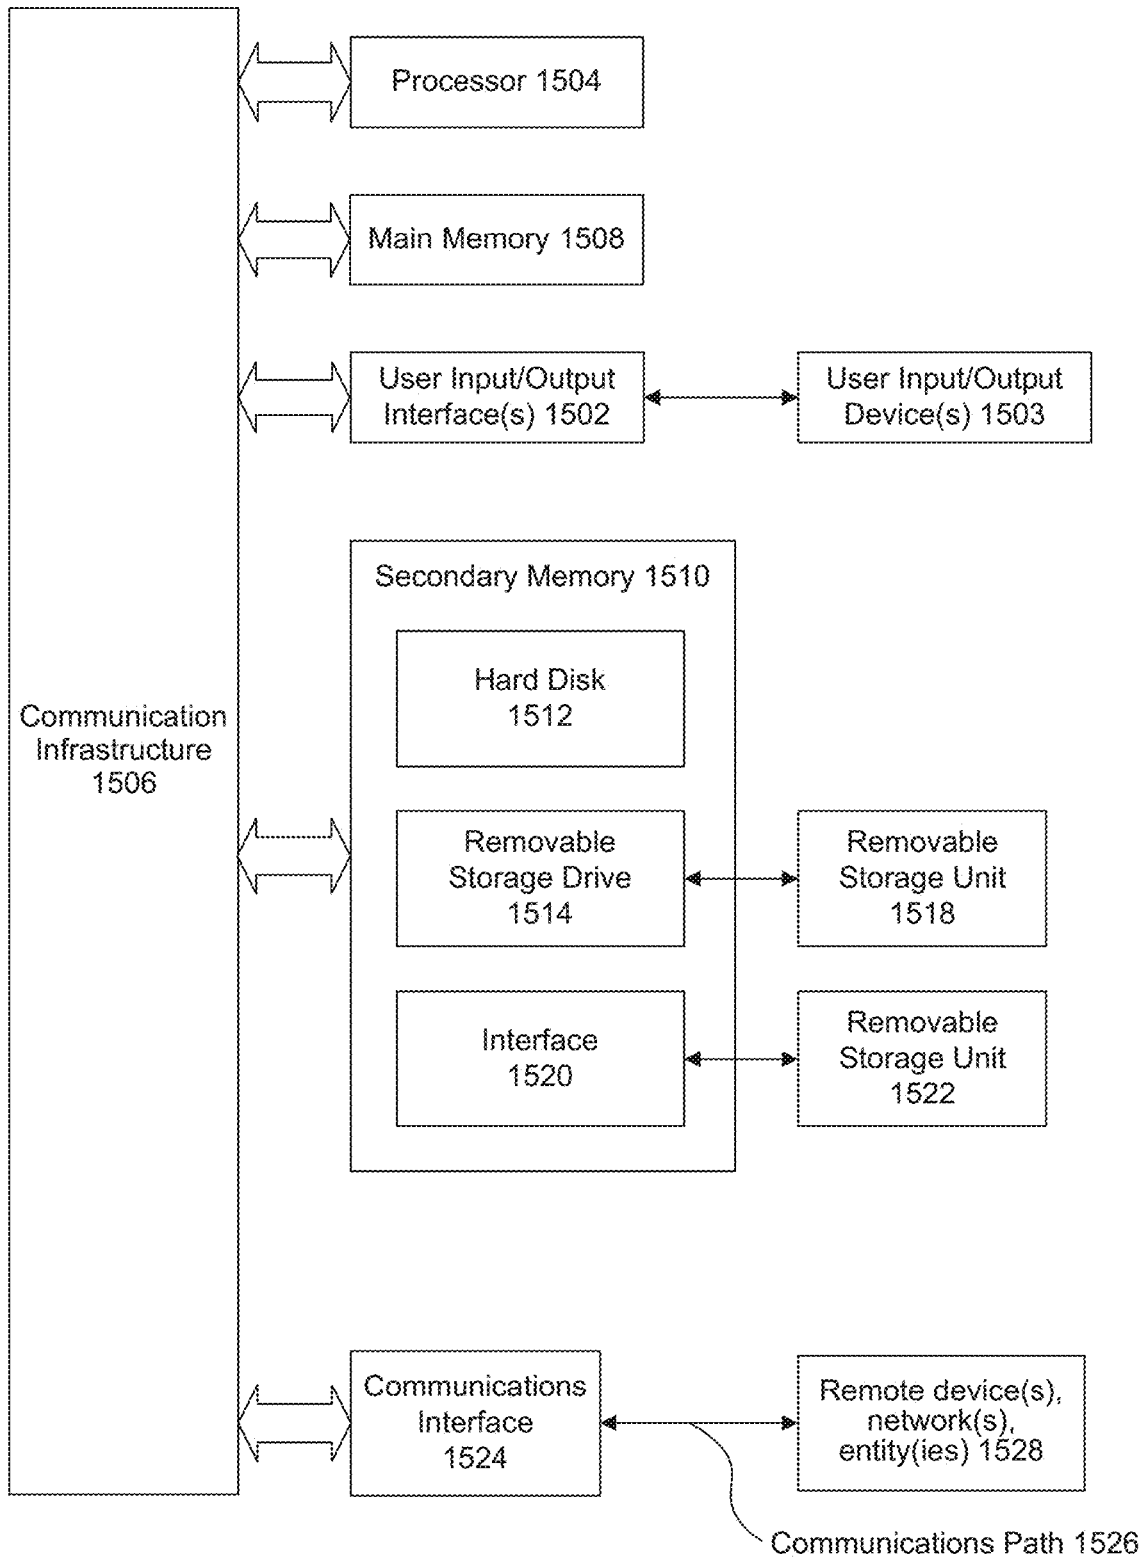 Processor 1504
Main Memory 1508
User Input/Output
Interface(s) 1502
User Input/Output
Device(s) 1503
Secondary Memory 1510
Hard Disk
1512
Communication
Infrastructure
1506
Removable
Storage Drive
1514
Removable
Storage Unit
1518
Interface
1520
Removable
Storage Unit
1522
Communications
Interface
1524
Remote device(s),
network(s),
entity(ies) 1528
Communications Path 1526